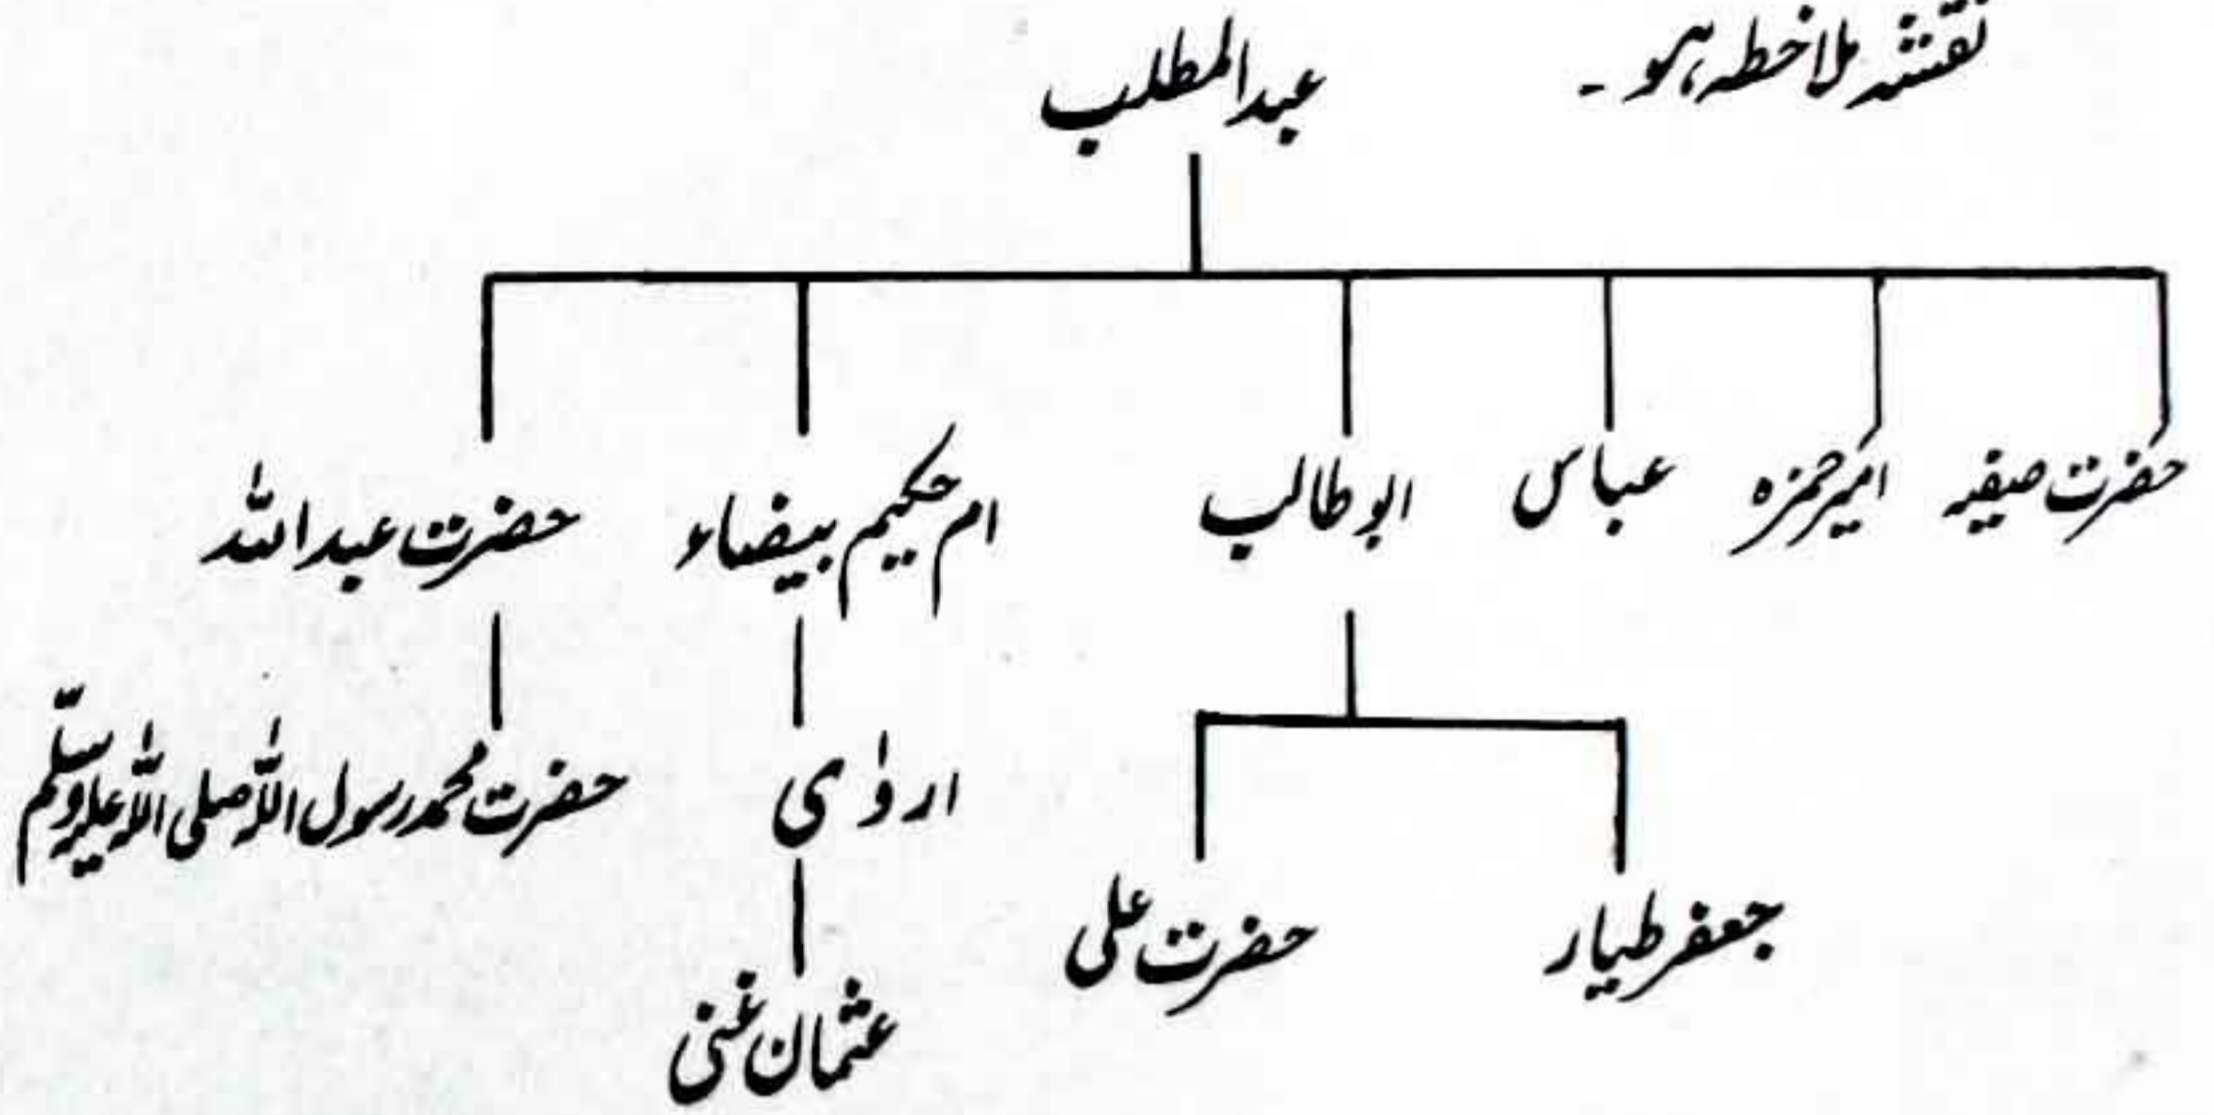 نقشہ ملاحظہ ہو۔
عبدالمطلب
حضرت صفیہ امیر حمزہ عباس ابوطالب ام حکیم بیضاء حضرت عبداللہ
اروٰی حضرت محمد رسول اللہ صلی اللہ علیہ وسلم
جعفر طیار حضرت علی
عثمان غنی